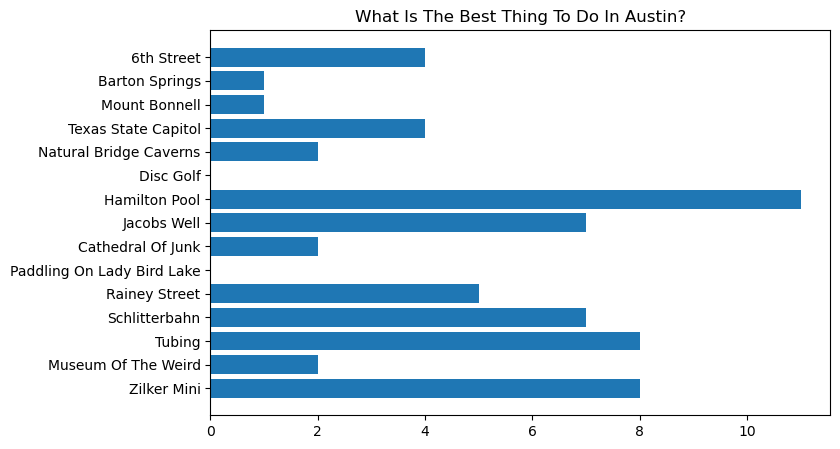 What Is The Best Thing To Do In Austin?
6th Street
Barton Springs
Mount Bonnell
Texas State Capitol
Natural Bridge Caverns
Disc Golf
Hamilton Pool
Jacobs Well
Cathedral Of Junk
Paddling On Lady Bird Lake
Rainey Street
Schlitterbahn
Tubing
Museum Of The Weird
Zilker Mini
0 2 4 6 8 10